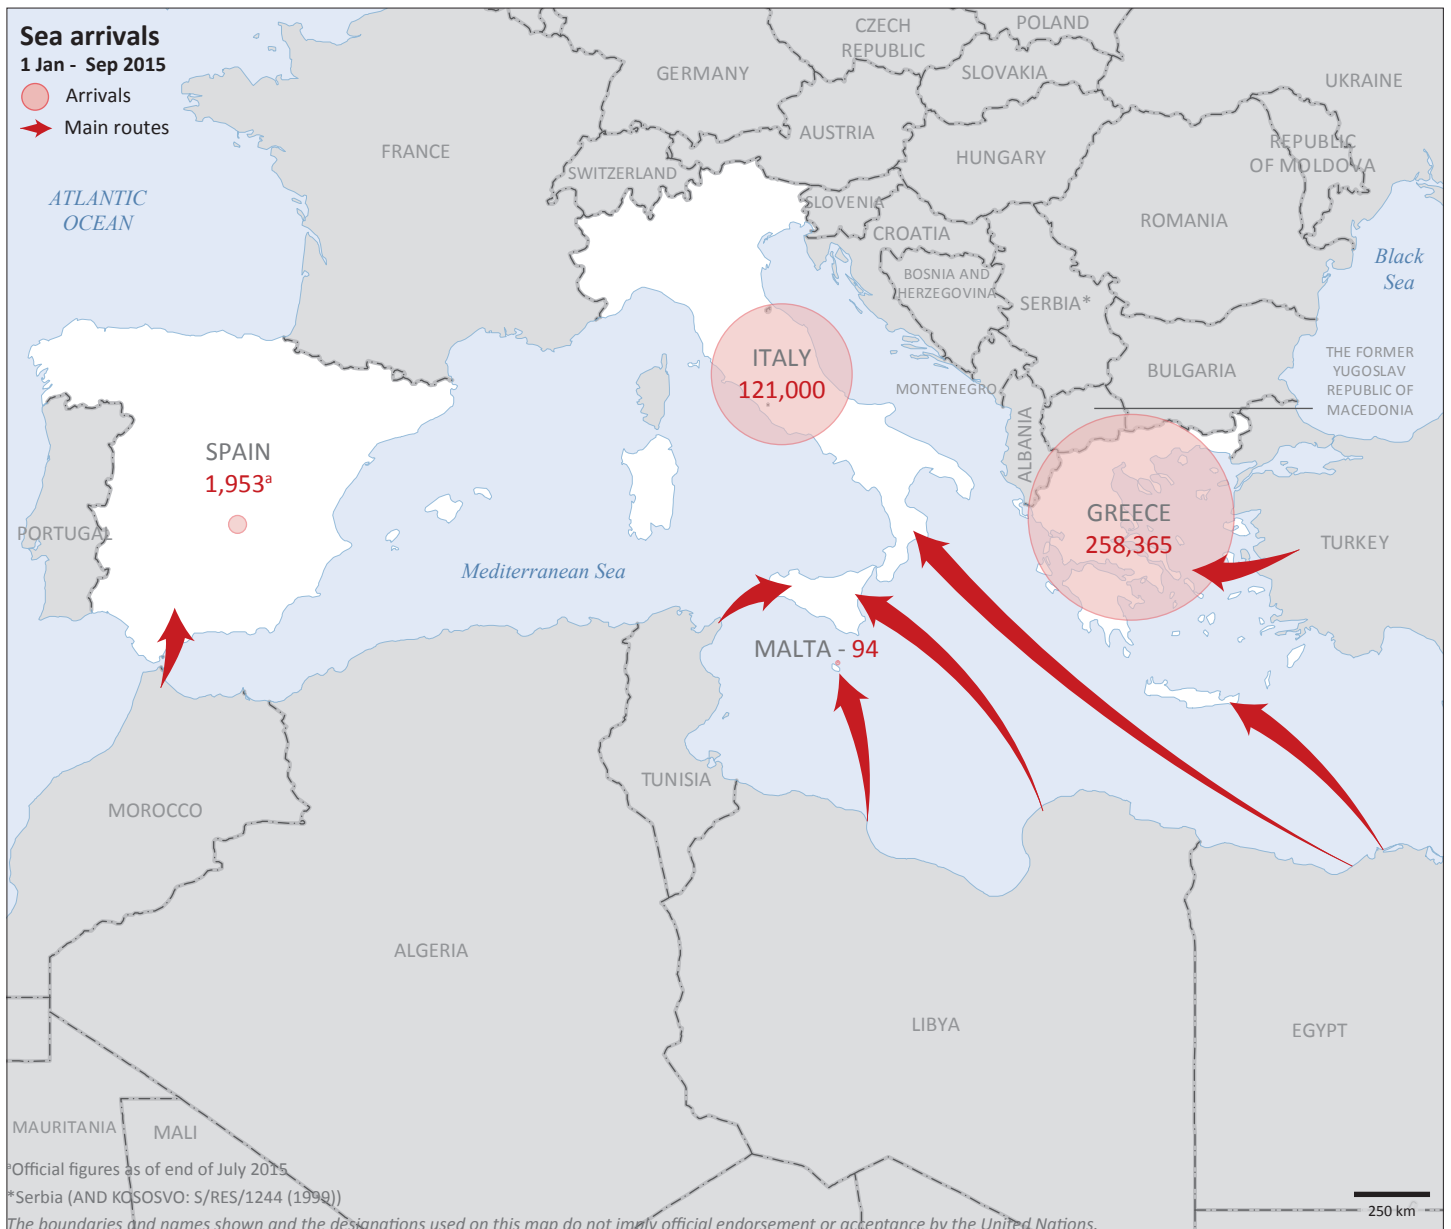 Sea arrivals
1 Jan - Sep 2015
Arrivals
Main routes
ATLANTIC
OCEAN
FRANCE
GERMANY
CZECH
REPUBLIC
POLAND
SLOVAKIA
UKRAINE
AUSTRIA
HUNGARY
REPUBLIC
OF MOLDOVA
SWITZERLAND
SLOVENIA
CROATIA
ROMANIA
BOSNIA AND
HERZEGOVINA
SERBIA*
Black
Sea
ITALY
121,000
MONTENEGRO
BULGARIA
THE FORMER
YUGOSLAV
REPUBLIC OF
MACEDONIA
ALBANIA
SPAIN
1,953ᵃ
PORTUGAL
GREECE
258,365
TURKEY
Mediterranean Sea
MALTA - 94
TUNISIA
MOROCCO
ALGERIA
LIBYA
EGYPT
MAURITANIA
MALI
ᵃOfficial figures as of end of July 2015
*Serbia (AND KOSOSVO: S/RES/1244 (1999))
250 km
The boundaries and names shown and the designations used on this map do not imply official endorsement or acceptance by the United Nations.